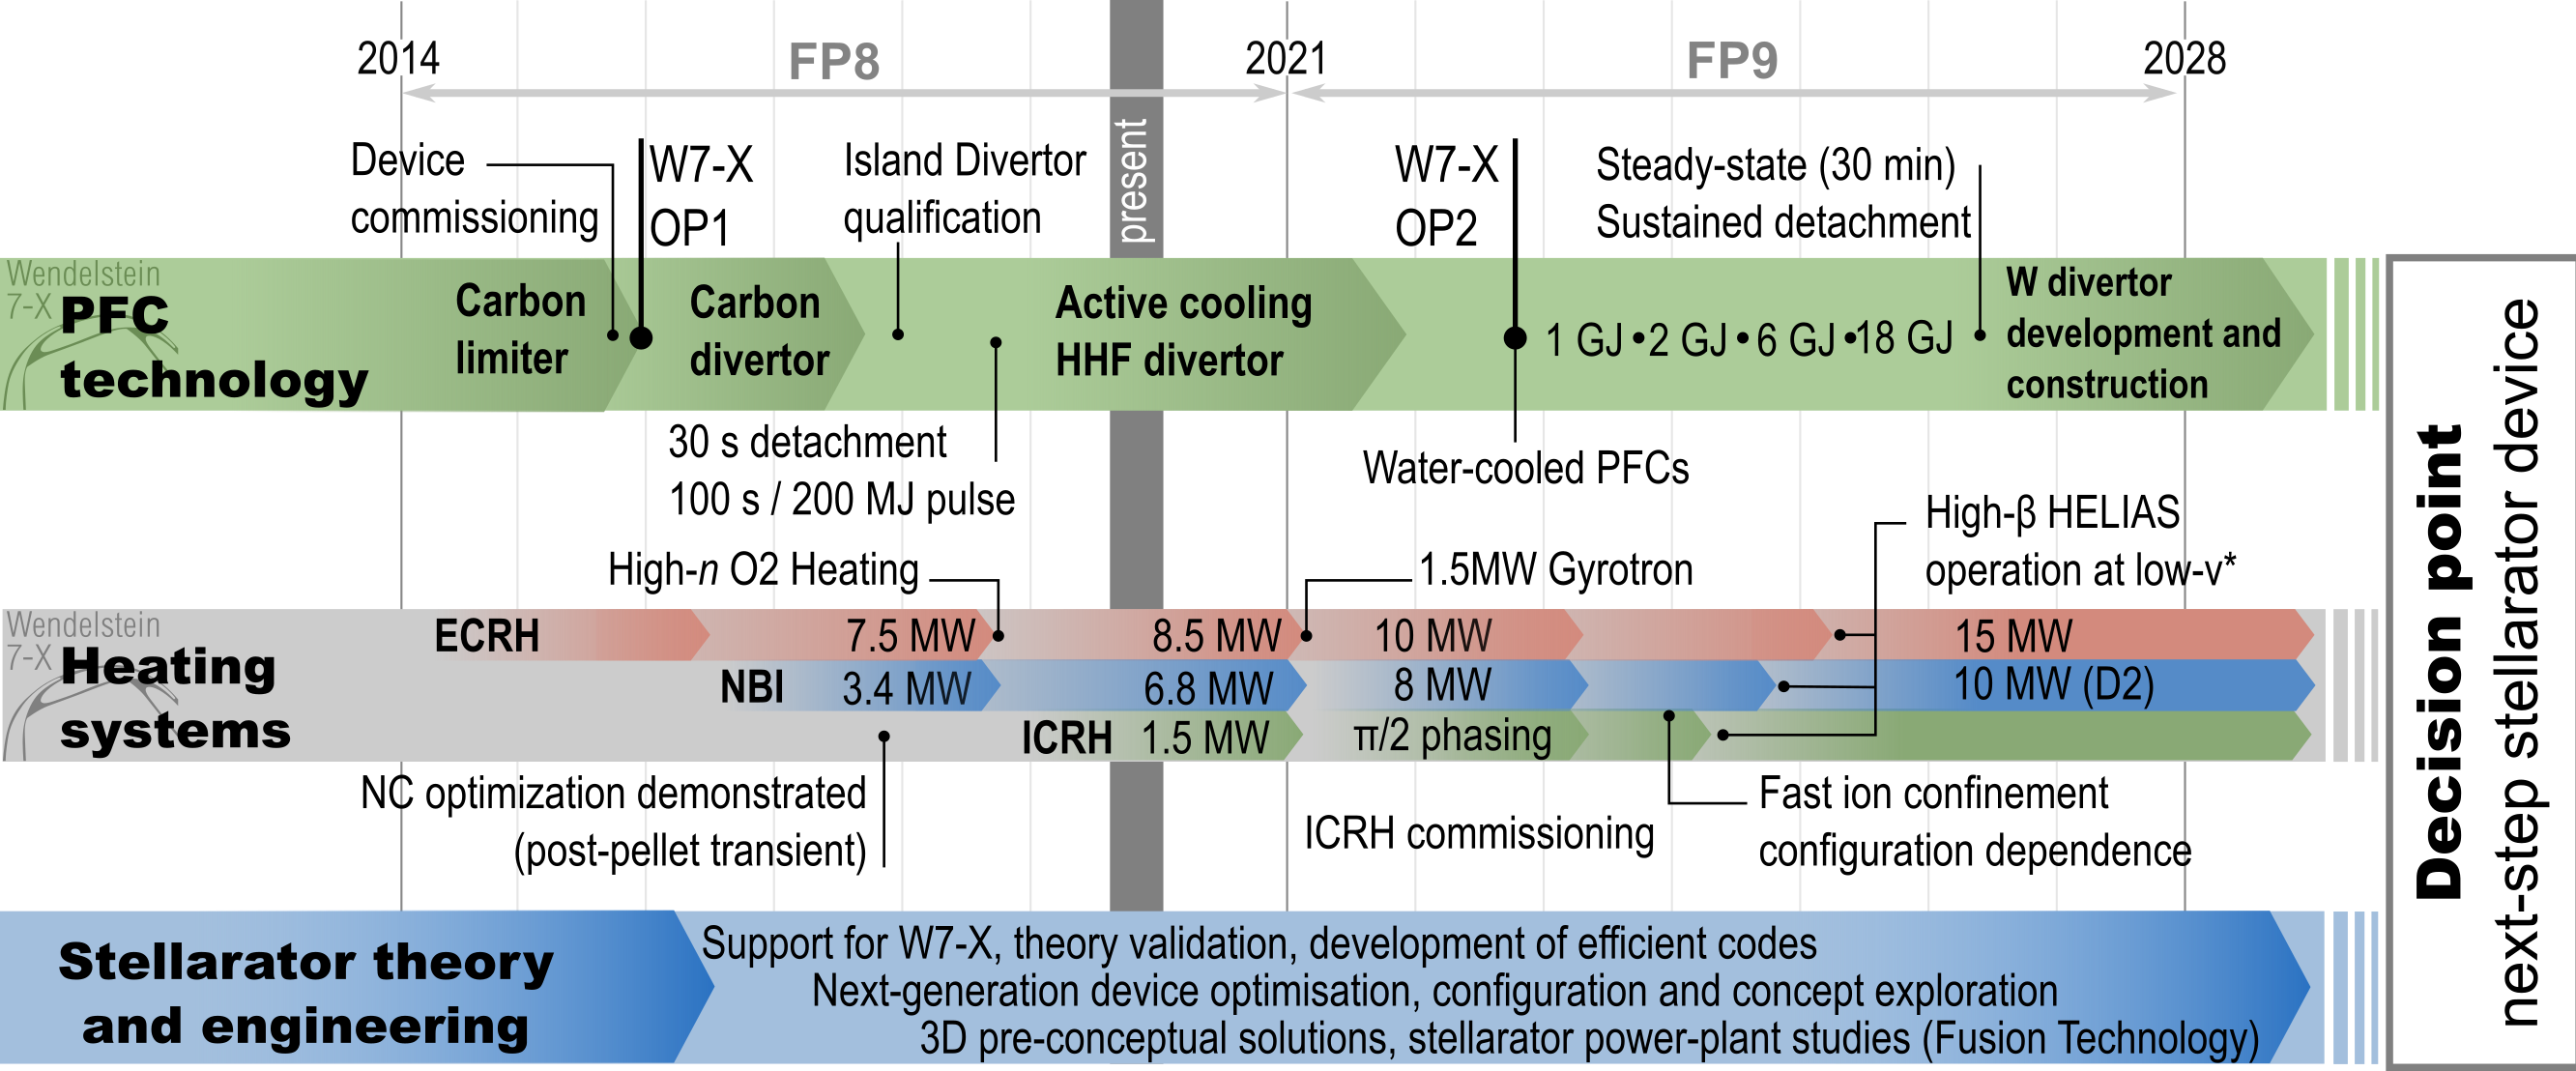 2014
FP8
2021
FP9
2028
present
Device
commissioning
W7-X
OP1
Island Divertor
qualification
W7-X
OP2
Steady-state (30 min)
Sustained detachment
Wendelstein
7-X
PFC
technology
Carbon
limiter
Carbon
divertor
Active cooling
HHF divertor
1 GJ•2 GJ•6 GJ•18 GJ
W divertor
development and
construction
30 s detachment
100 s / 200 MJ pulse
Water-cooled PFCs
High-n O2 Heating
1.5MW Gyrotron
High-β HELIAS
operation at low-ν*
Wendelstein
7-X
Heating
systems
ECRH
7.5 MW
8.5 MW
10 MW
15 MW
NBI
3.4 MW
6.8 MW
8 MW
10 MW (D2)
ICRH
1.5 MW
π/2 phasing
NC optimization demonstrated
(post-pellet transient)
ICRH commissioning
Fast ion confinement
configuration dependence
Stellarator theory
and engineering
Support for W7-X, theory validation, development of efficient codes
Next-generation device optimisation, configuration and concept exploration
3D pre-conceptual solutions, stellarator power-plant studies (Fusion Technology)
Decision point
next-step stellarator device